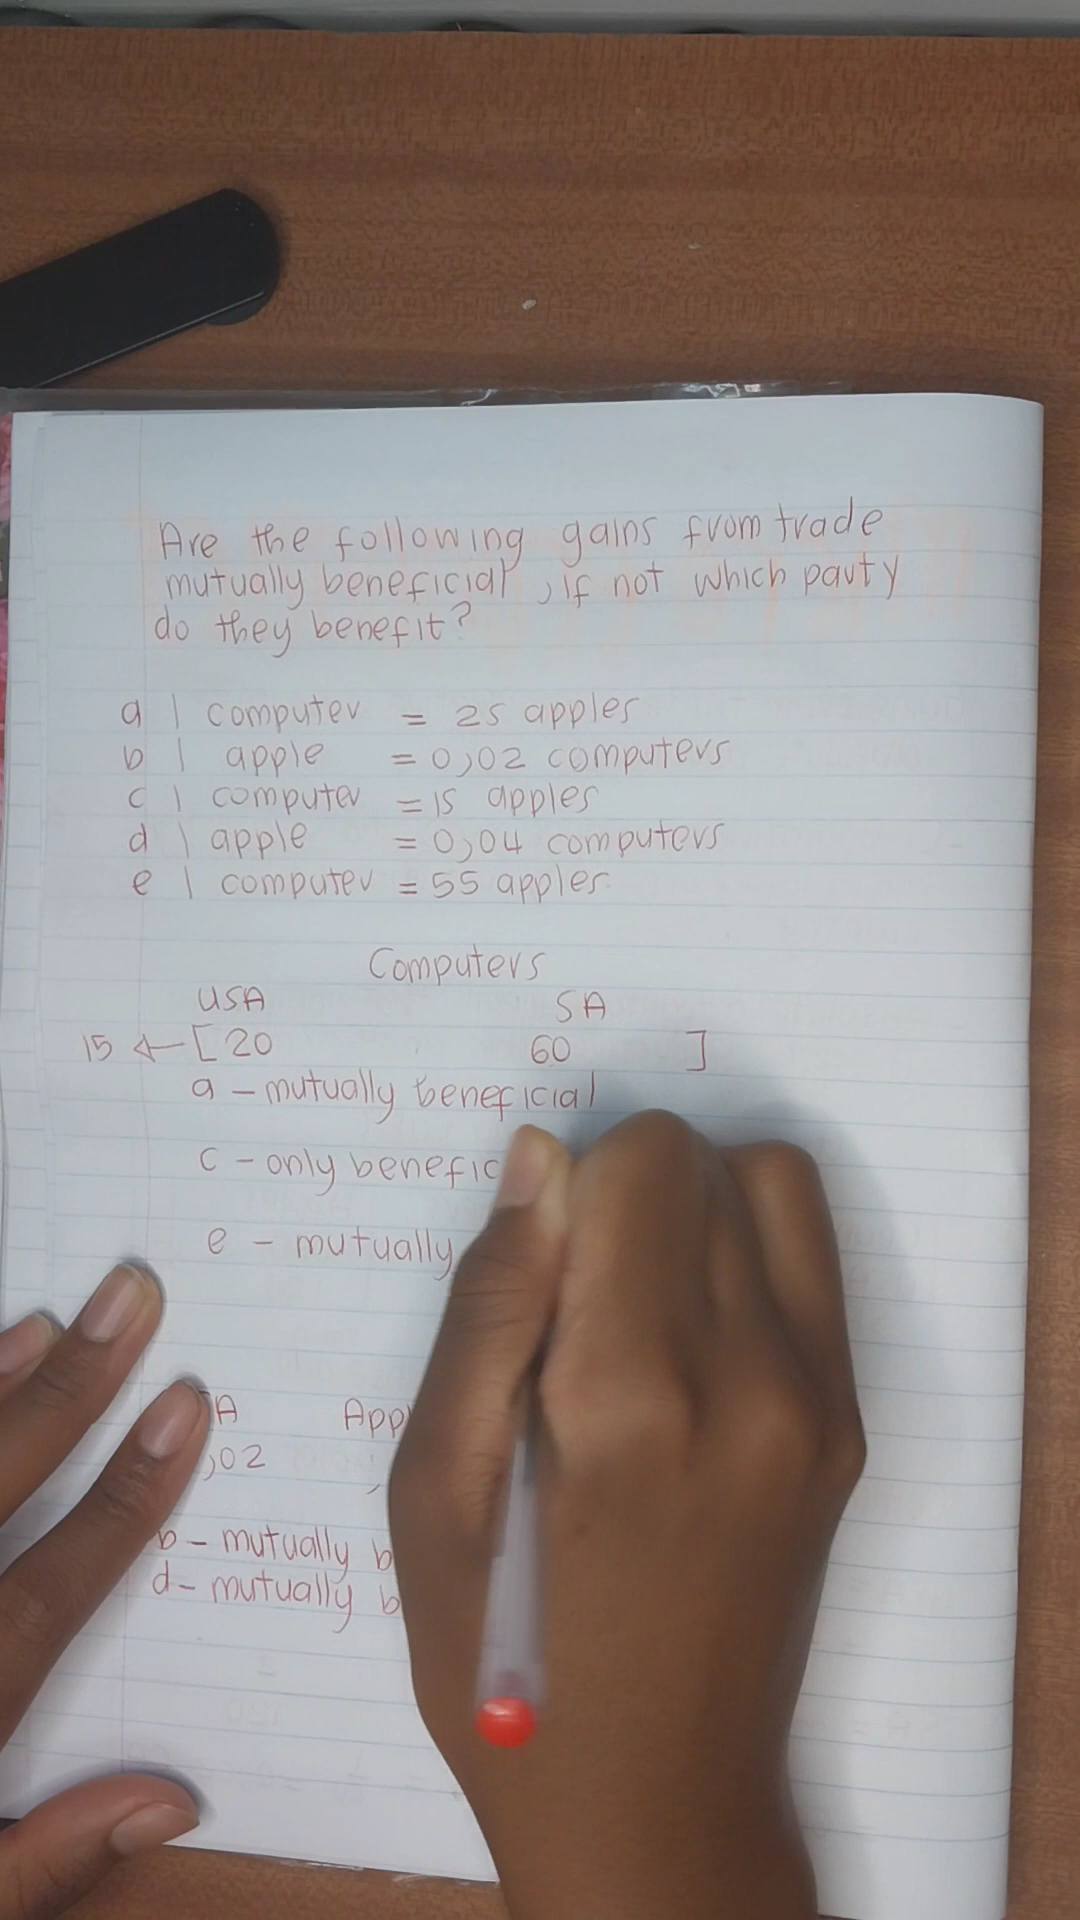 Are the following gains from trade
mutually beneficial, if not which party
do they benefit?
a 1 computer = 25 apples
b 1 apple = 0,02 computers
c 1 computer = 15 apples
d 1 apple = 0,04 computers
e 1 computer = 55 apples
Computers
USA SA
15 ← [20 60 ]
a - mutually beneficial
c - only benefic
e - mutually
A App
,02
b - mutually b
d - mutually b